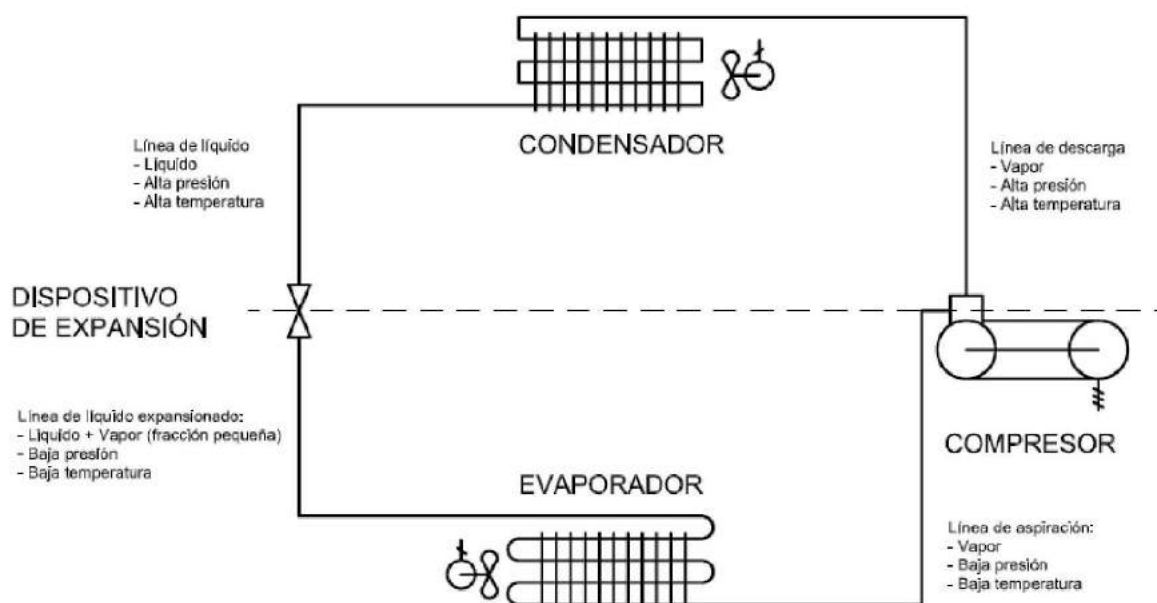 CONDENSADOR
Línea de líquido
- Líquido
- Alta presión
- Alta temperatura
Línea de descarga
- Vapor
- Alta presión
- Alta temperatura
DISPOSITIVO
DE EXPANSIÓN
Línea de líquido expansionado:
- Líquido + Vapor (fracción pequeña)
- Baja presión
- Baja temperatura
COMPRESOR
EVAPORADOR
Línea de aspiración:
- Vapor
- Baja presión
- Baja temperatura